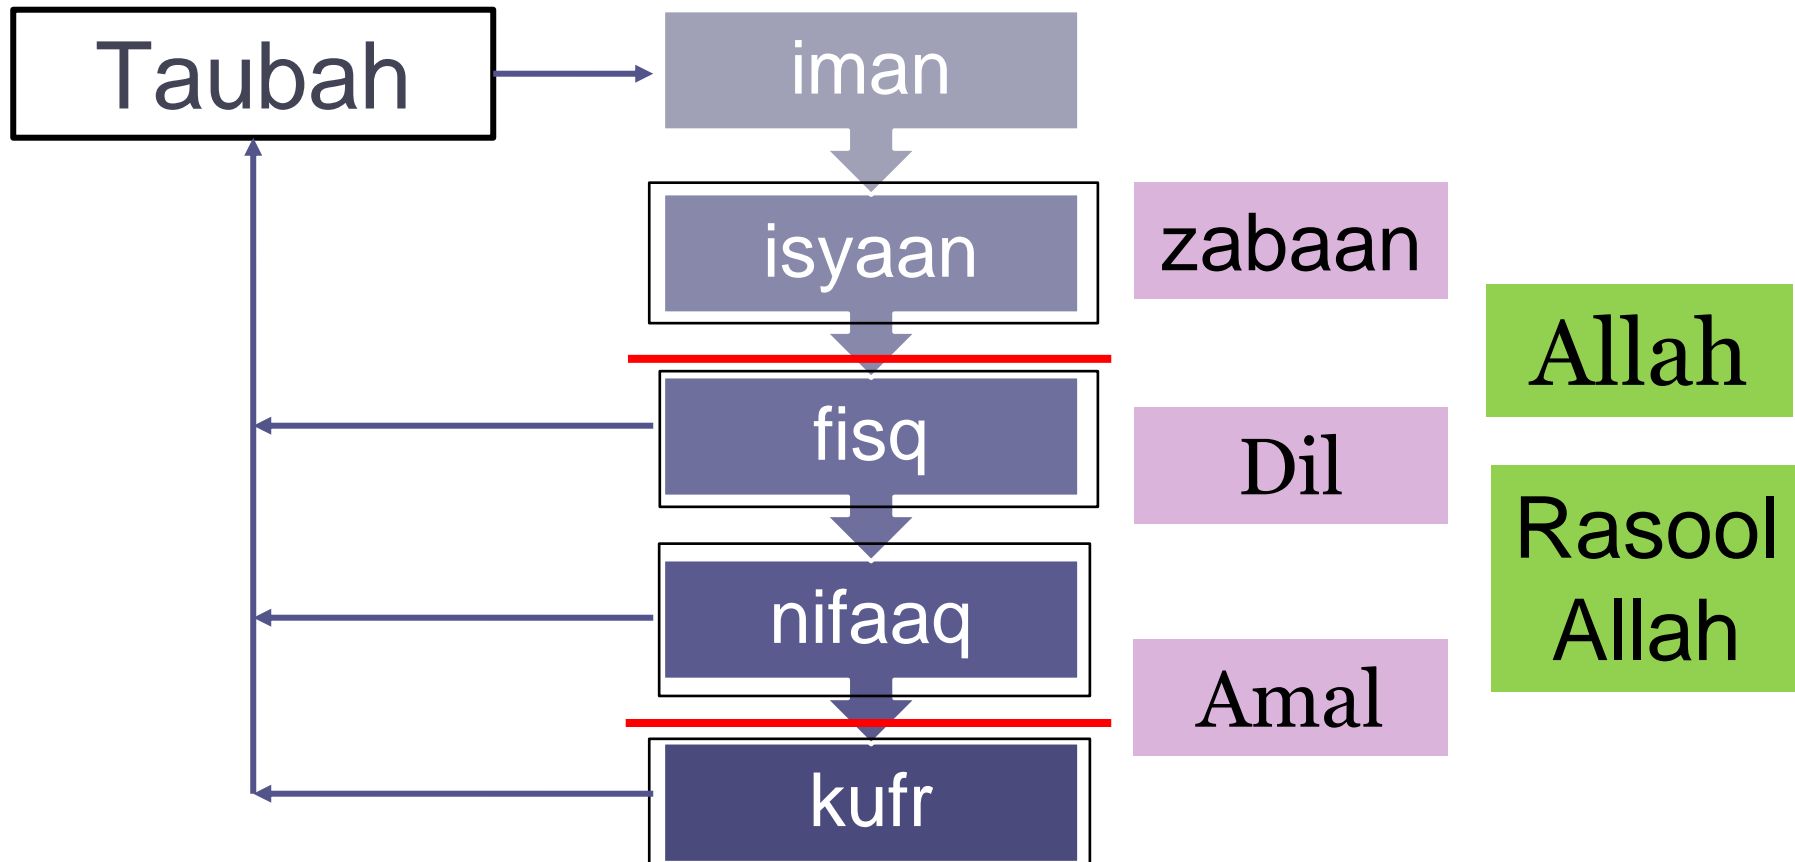 Taubah
iman
isyaan
zabaan
Allah
fisq
Dil
Rasool
Allah
nifaaq
Amal
kufr